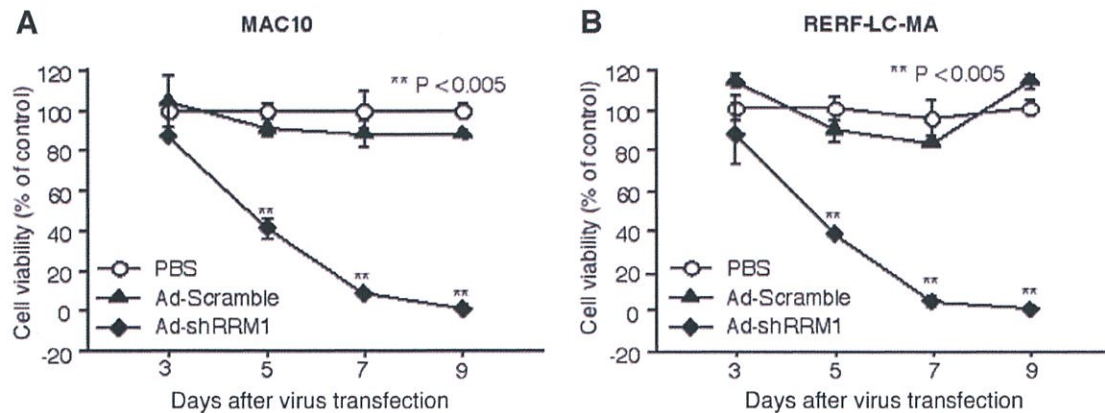 A
MAC10
** P < 0.005
120
100
80
60
40
20
0
-20
Cell viability (% of control)
PBS
Ad-Scramble
Ad-shRRM1
**
**
**
3 5 7 9
Days after virus transfection
B
RERF-LC-MA
** P < 0.005
120
100
80
60
40
20
0
-20
Cell viability (% of control)
PBS
Ad-Scramble
Ad-shRRM1
**
**
**
3 5 7 9
Days after virus transfection